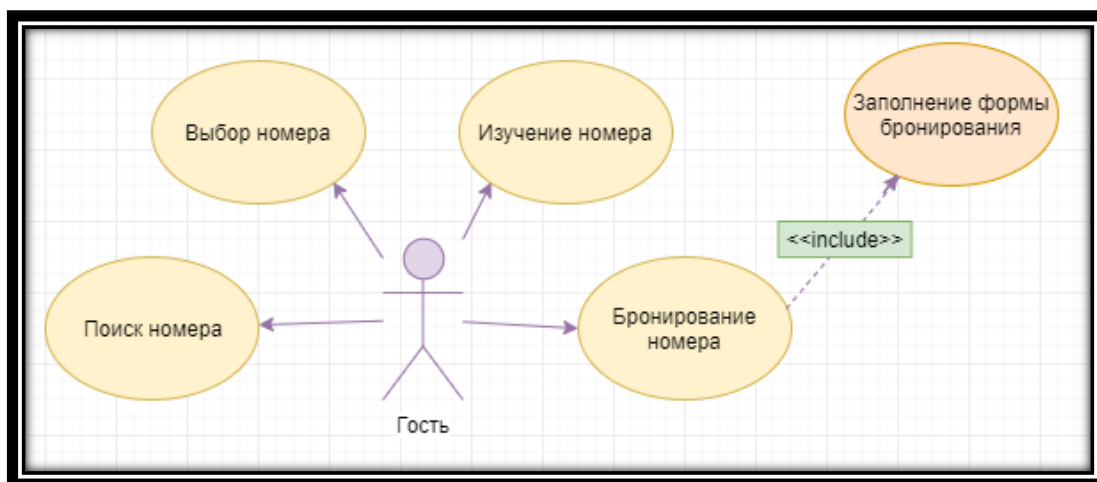 Выбор номера
Изучение номера
Заполнение формы
бронирования
<<include>>
Поиск номера
Бронирование
номера
Гость